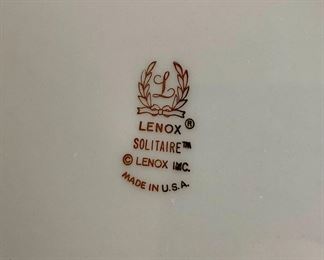 L
LENOX®
SOLITAIRE™
© LENOX INC.
MADE IN U.S.A.